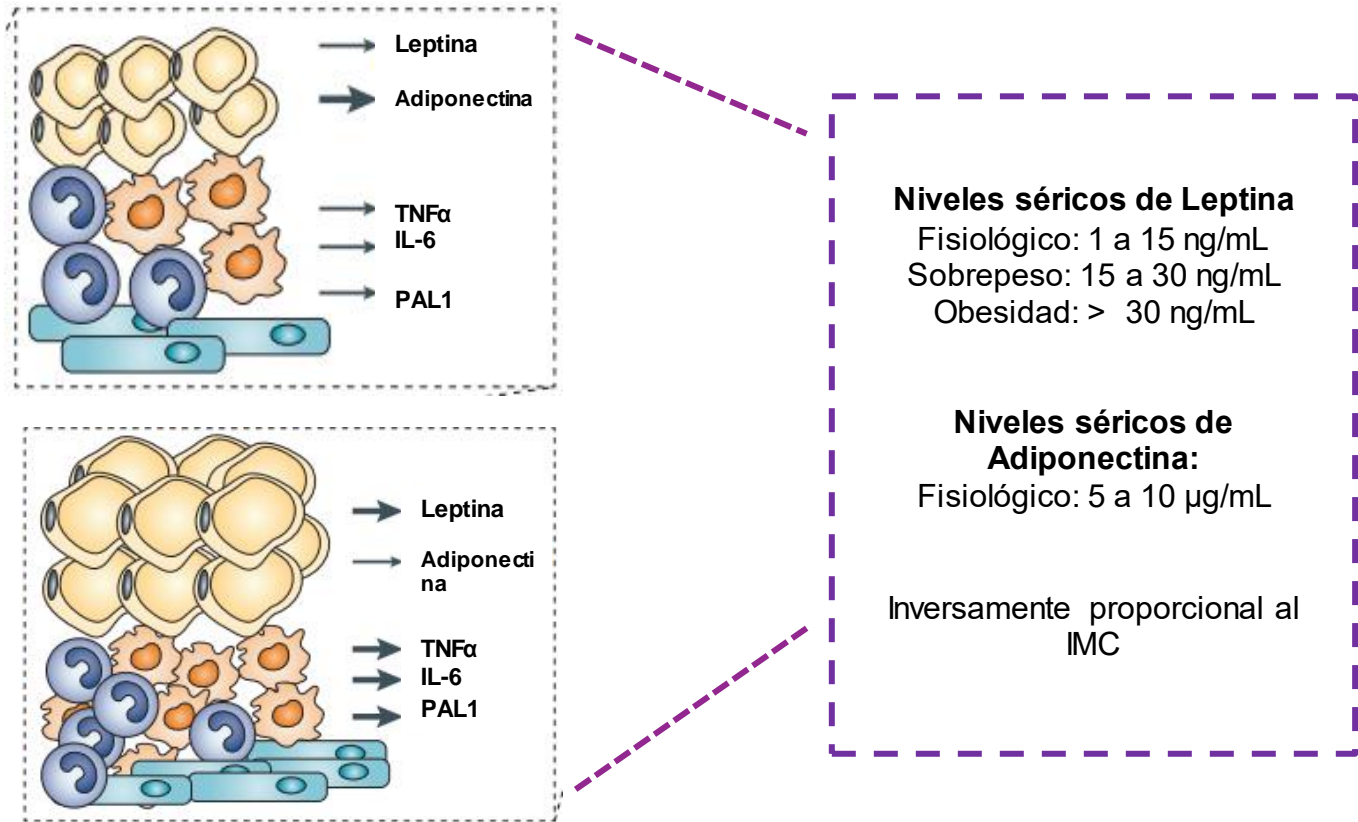 Leptina
Adiponectina
TNFα
IL-6
PAL1
Leptina
Adiponecti
na
TNFα
IL-6
PAL1
Niveles séricos de Leptina
Fisiológico: 1 a 15 ng/mL
Sobrepeso: 15 a 30 ng/mL
Obesidad: > 30 ng/mL
Niveles séricos de
Adiponectina:
Fisiológico: 5 a 10 µg/mL
Inversamente proporcional al
IMC